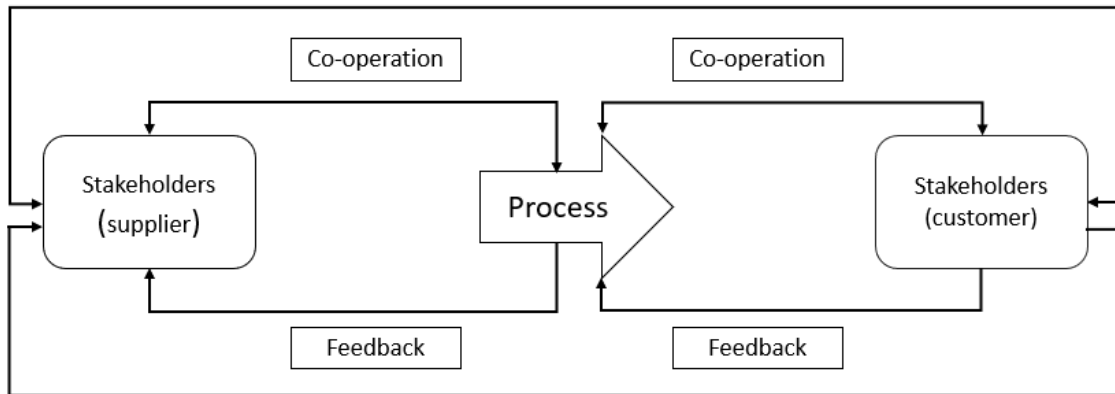 Co-operation
Co-operation
Stakeholders
(supplier)
Process
Stakeholders
(customer)
Feedback
Feedback